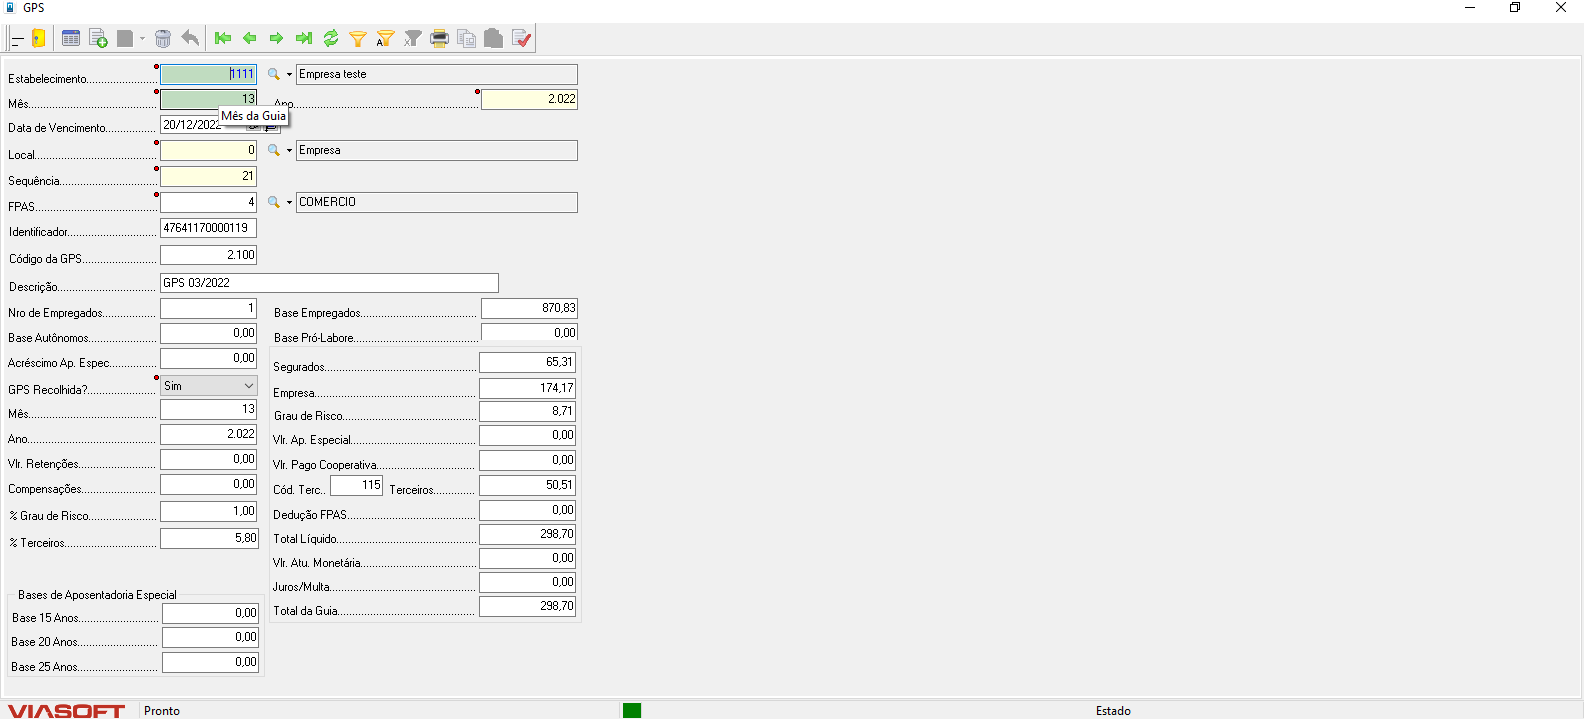 GPS
A
Estabelecimento 1111 Empresa teste
Mês 13 Ano 2.022
Mês da Guia
Data de Vencimento 20/12/2022
Local 0 Empresa
Sequência 21
FPAS 4 COMERCIO
Identificador 47641170000119
Código da GPS 2.100
Descrição GPS 03/2022
Nro de Empregados 1 Base Empregados 870,83
Base Autônomos 0,00 Base Pró-Labore 0,00
Acréscimo Ap. Espec. 0,00 Segurados 65,31
GPS Recolhida? Sim Empresa 174,17
Mês 13 Grau de Risco 8,71
Ano 2.022 Vlr. Ap. Especial 0,00
Vlr. Retenções 0,00 Vlr. Pago Cooperativa 0,00
Compensações 0,00 Cód. Terc.. 115 Terceiros 50,51
% Grau de Risco 1,00 Dedução FPAS 0,00
% Terceiros 5,80 Total Líquido 298,70
Vlr. Atu. Monetária 0,00
Juros/Multa 0,00
Total da Guia 298,70
Bases de Aposentadoria Especial
Base 15 Anos 0,00
Base 20 Anos 0,00
Base 25 Anos 0,00
VIASOFT Pronto Estado